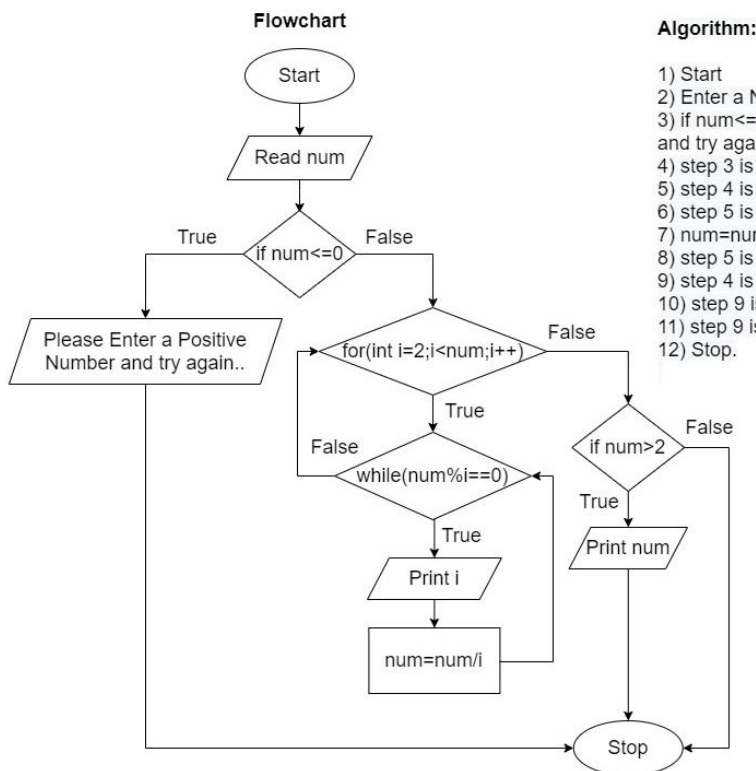 Flowchart
Start
Read num
if num<=0
True
False
Please Enter a Positive
Number and try again..
for(int i=2;i<num;i++)
False
True
False
while(num%i==0)
True
Print i
num=num/i
if num>2
False
True
Print num
Stop
Algorithm:
1) Start
2) Enter a
3) if num<=
and try
4) step 3 is
5) step 4 is
6) step 5 is
7)
8) step 5 is
9) step 4 is
10) step 9
11) step 9
12) Stop.